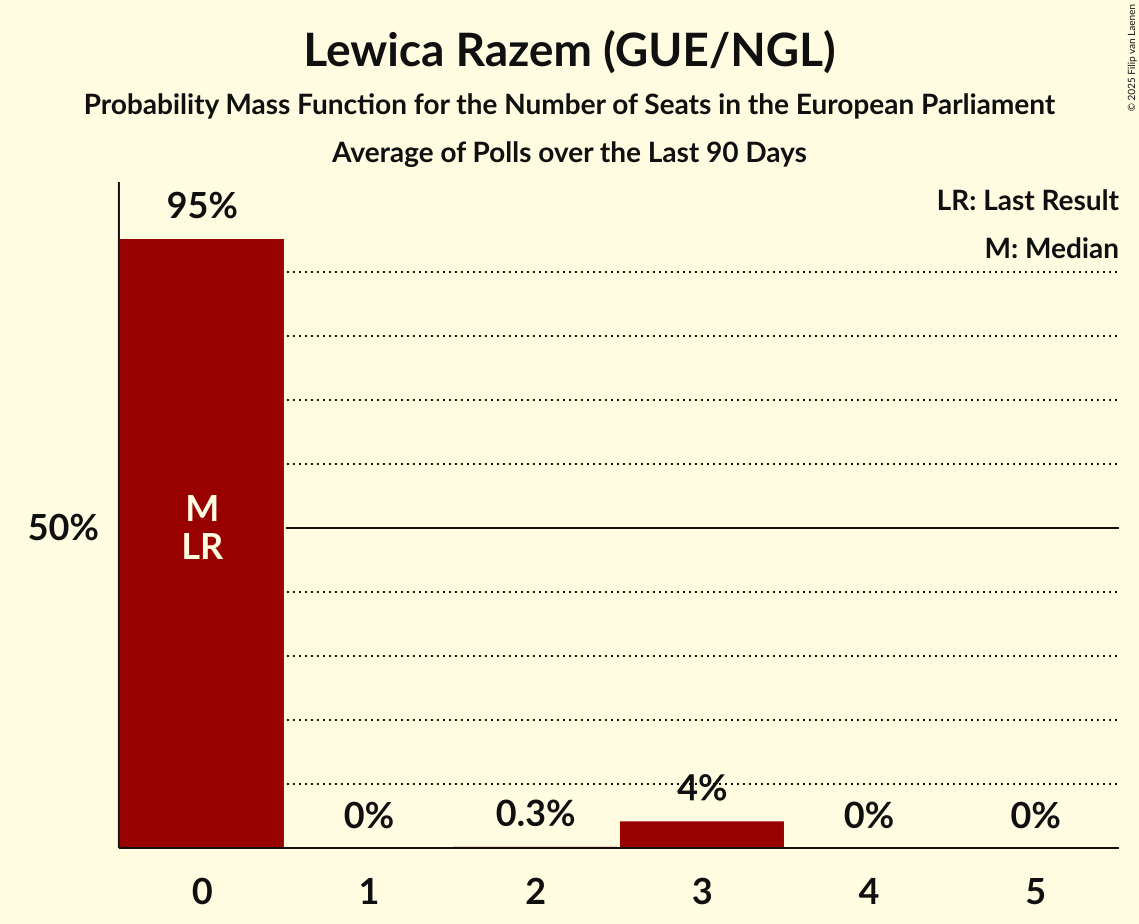 Lewica Razem (GUE/NGL)
Probability Mass Function for the Number of Seats in the European Parliament
Average of Polls over the Last 90 Days
© 2025 Filip van Laenen
LR: Last Result
M: Median
95%
M
LR
50%
0%
0.3%
4%
0%
0%
0 1 2 3 4 5